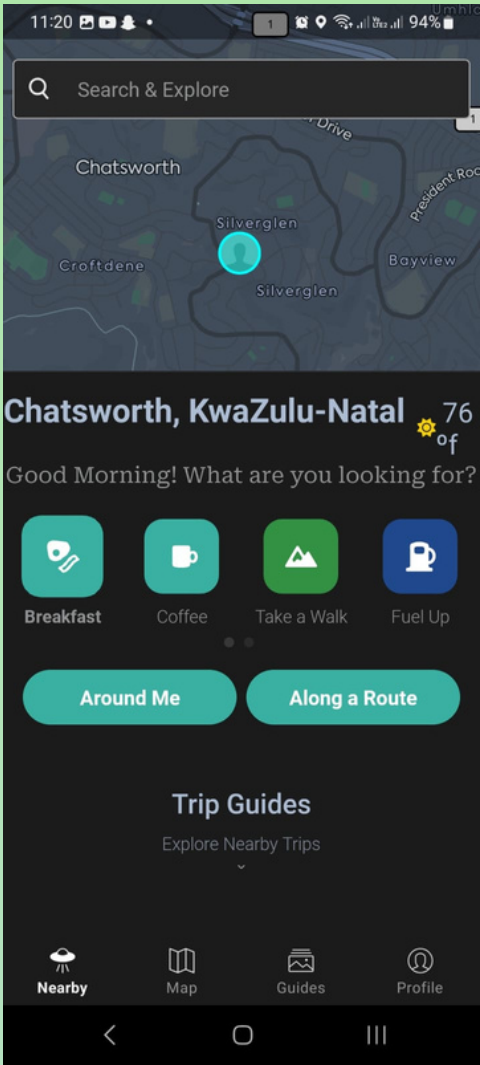 11:20
1
94%
Search & Explore
Drive
1
Chatsworth
President Roc
Silverglen
Croftdene
Bayview
Silverglen
Chatsworth, KwaZulu-Natal
76
°f
Good Morning! What are you looking for?
Breakfast
Coffee
Take a Walk
Fuel Up
Around Me
Along a Route
Trip Guides
Explore Nearby Trips
Nearby
Map
Guides
Profile